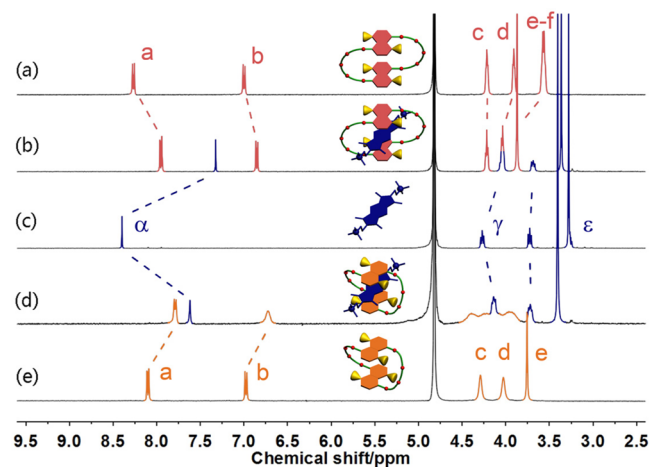 (a) a b c d e-f
(b)
(c) α γ ε
(d)
(e) a b c d e
9.5 9.0 8.5 8.0 7.5 7.0 6.5 6.0 5.5 5.0 4.5 4.0 3.5 3.0 2.5
Chemical shift/ppm